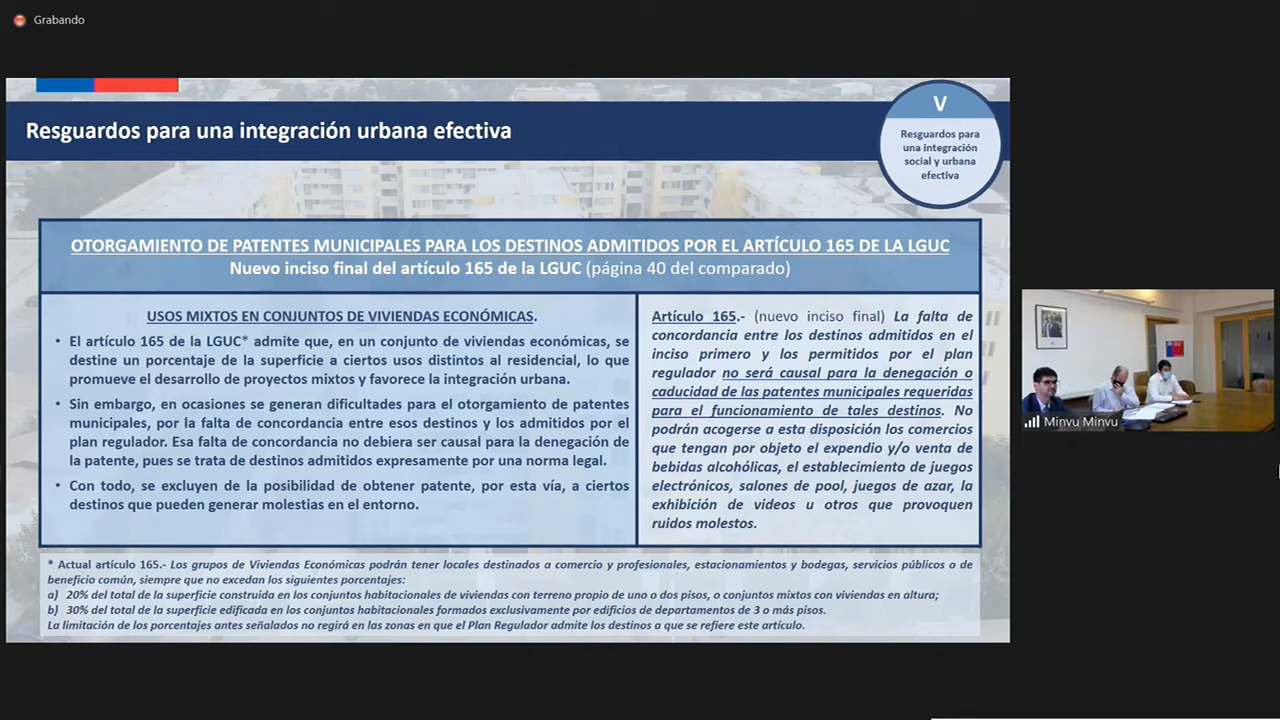 Grabando
Resguardos para una integración urbana efectiva
V
Resguardos para
una integración
social y urbana
efectiva
OTORGAMIENTO DE PATENTES MUNICIPALES PARA LOS DESTINOS ADMITIDOS POR EL ARTÍCULO 165 DE LA LGUC
Nuevo inciso final del artículo 165 de la LGUC (página 40 del comparado)
USOS MIXTOS EN CONJUNTOS DE VIVIENDAS ECONÓMICAS.
• El artículo 165 de la LGUC* admite que, en un conjunto de viviendas económicas, se
destine un porcentaje de la superficie a ciertos usos distintos al residencial, lo que
promueve el desarrollo de proyectos mixtos y favorece la integración urbana.
• Sin embargo, en ocasiones se generan dificultades para el otorgamiento de patentes
municipales, por la falta de concordancia entre esos destinos y los admitidos por el
plan regulador. Esa falta de concordancia no debiera ser causal para la denegación de
la patente, pues se trata de destinos admitidos expresamente por una norma legal.
• Con todo, se excluyen de la posibilidad de obtener patente, por esta vía, a ciertos
destinos que pueden generar molestias en el entorno.
Artículo 165.- (nuevo inciso final) La falta de
concordancia entre los destinos admitidos en el
inciso primero y los permitidos por el plan
regulador no será causal para la denegación o
caducidad de las patentes municipales requeridas
para el funcionamiento de tales destinos. No
podrán acogerse a esta disposición los comercios
que tengan por objeto el expendio y/o venta de
bebidas alcohólicas, el establecimiento de juegos
electrónicos, salones de pool, juegos de azar, la
exhibición de videos u otros que provoquen
ruidos molestos.
* Actual artículo 165.- Los grupos de Viviendas Económicas podrán tener locales destinados a comercio y profesionales, estacionamientos y bodegas, servicios públicos o de
beneficio común, siempre que no excedan los siguientes porcentajes:
a) 20% del total de la superficie construida en los conjuntos habitacionales de viviendas con terreno propio de uno o dos pisos, o conjuntos mixtos con viviendas en altura;
b) 30% del total de la superficie edificada en los conjuntos habitacionales formados exclusivamente por edificios de departamentos de 3 o más pisos.
La limitación de los porcentajes antes señalados no regirá en las zonas en que el Plan Regulador admite los destinos a que se refiere este artículo.
Minvu Minvu